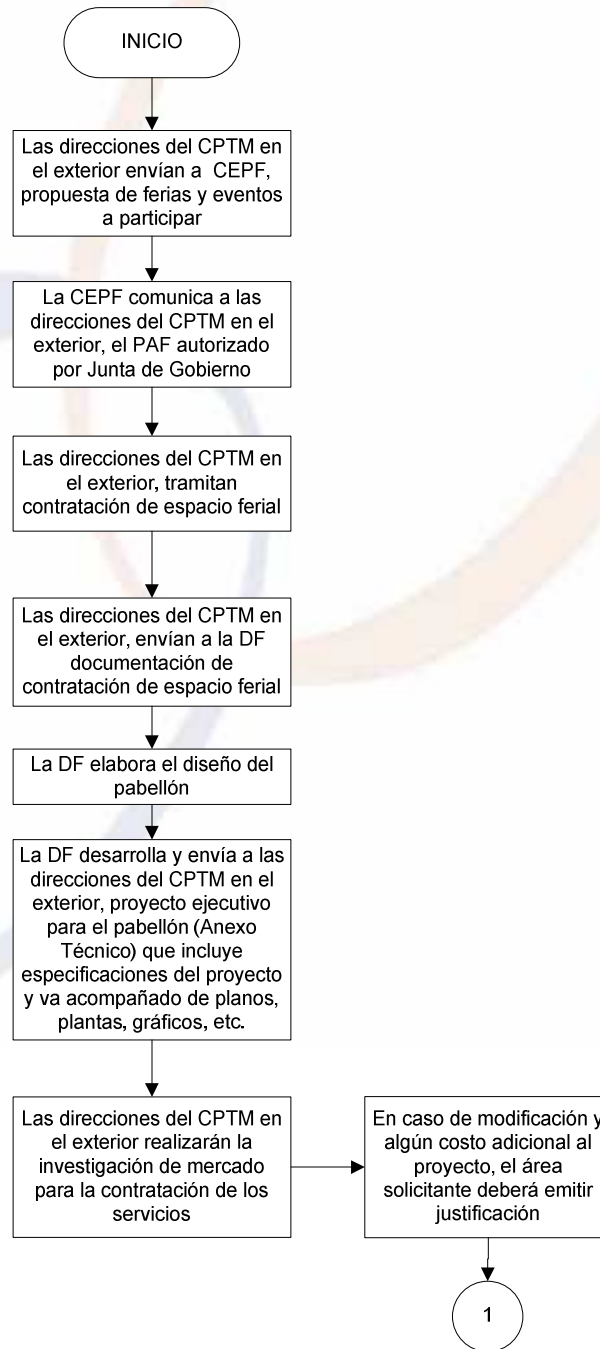 INICIO
Las direcciones del CPTM en
el exterior envían a CEPF,
propuesta de ferias y eventos
a participar
La CEPF comunica a las
direcciones del CPTM en el
exterior, el PAF autorizado
por Junta de Gobierno
Las direcciones del CPTM en
el exterior, tramitan
contratación de espacio ferial
Las direcciones del CPTM en
el exterior, envían a la DF
documentación de
contratación de espacio ferial
La DF elabora el diseño del
pabellón
La DF desarrolla y envía a las
direcciones del CPTM en el
exterior, proyecto ejecutivo
para el pabellón (Anexo
Técnico) que incluye
especificaciones del proyecto
y va acompañado de planos,
plantas, gráficos, etc.
Las direcciones del CPTM en
el exterior realizarán la
investigación de mercado
para la contratación de los
servicios
En caso de modificación y
algún costo adicional al
proyecto, el área
solicitante deberá emitir
justificación
1